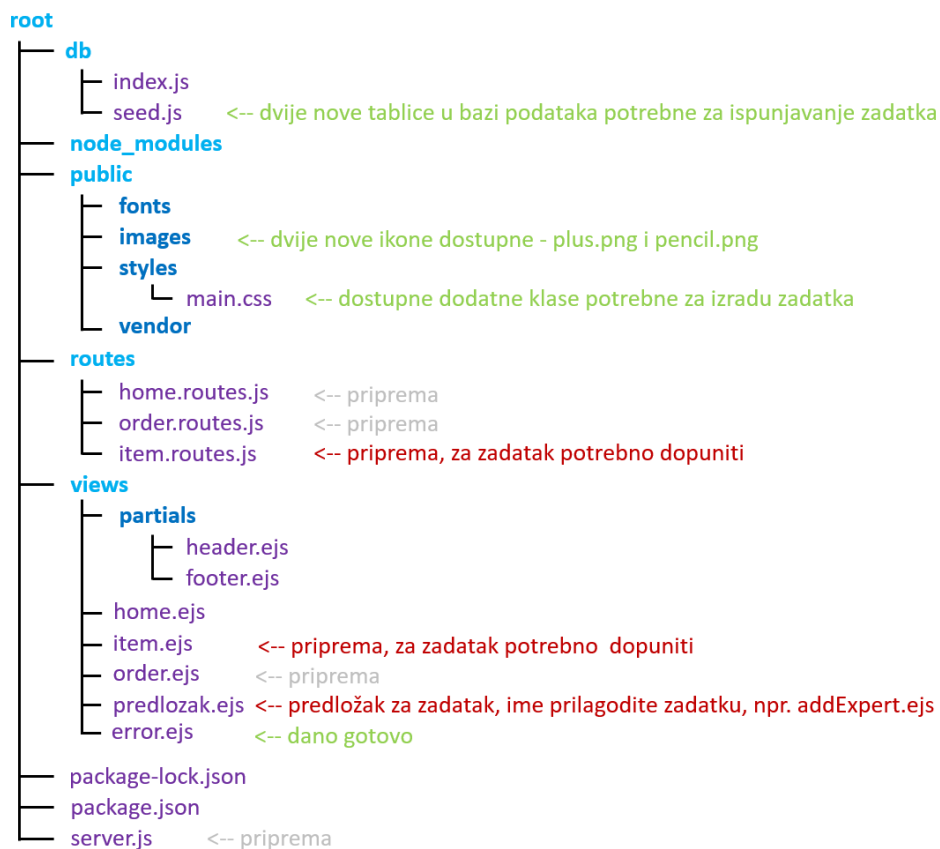 root
db
index.js
seed.js <-- dvije nove tablice u bazi podataka potrebne za ispunjavanje zadatka
node_modules
public
fonts
images <-- dvije nove ikone dostupne - plus.png i pencil.png
styles
main.css <-- dostupne dodatne klase potrebne za izradu zadatka
vendor
routes
home.routes.js <-- priprema
order.routes.js <-- priprema
item.routes.js <-- priprema, za zadatak potrebno dopuniti
views
partials
header.ejs
footer.ejs
home.ejs
item.ejs <-- priprema, za zadatak potrebno dopuniti
order.ejs <-- priprema
predlozak.ejs <-- predložak za zadatak, ime prilagodite zadatku, npr. addExpert.ejs
error.ejs <-- dano gotovo
package-lock.json
package.json
server.js <-- priprema